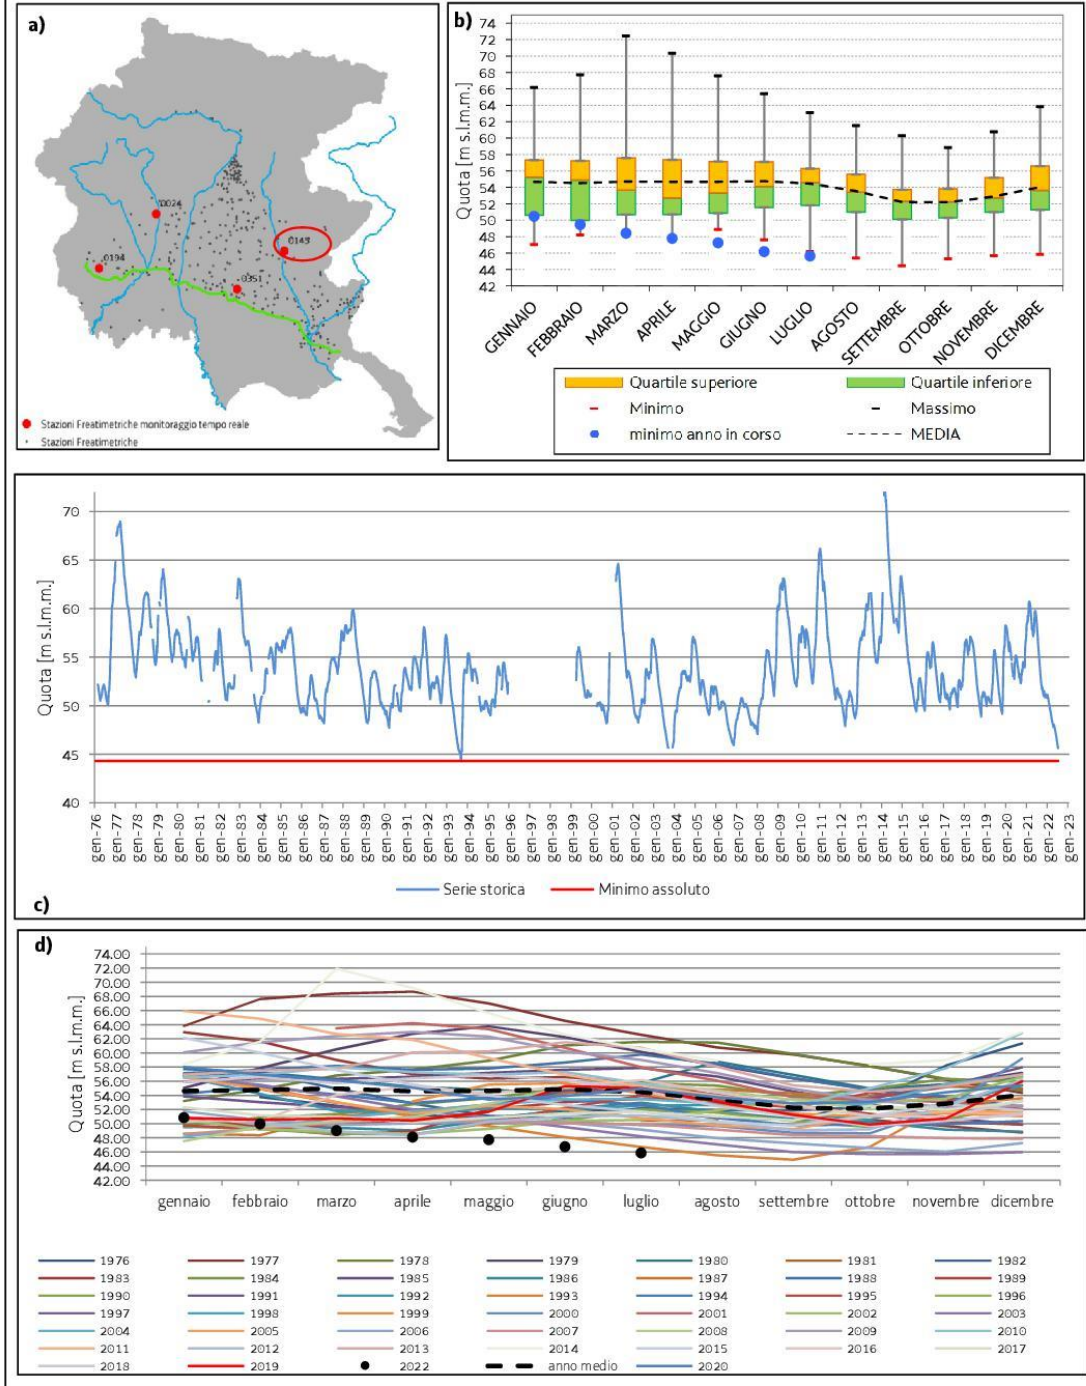 a)
0024
0143
0194
0351
Stazioni Freatimetriche monitoraggio tempo reale
Stazioni Freatimetriche
b)
Quota [m s.l.m.m.]
74
72
70
68
66
64
62
60
58
56
54
52
50
48
46
44
42
GENNAIO FEBBRAIO MARZO APRILE MAGGIO GIUGNO LUGLIO AGOSTO SETTEMBRE OTTOBRE NOVEMBRE DICEMBRE
Quartile superiore Quartile inferiore
Minimo Massimo
minimo anno in corso MEDIA
Quota [m s.l.m.m.]
70
65
60
55
50
45
40
gen-76 gen-77 gen-78 gen-79 gen-80 gen-81 gen-82 gen-83 gen-84 gen-85 gen-86 gen-87 gen-88 gen-89 gen-90 gen-91 gen-92 gen-93 gen-94 gen-95 gen-96 gen-97 gen-98 gen-99 gen-00 gen-01 gen-02 gen-03 gen-04 gen-05 gen-06 gen-07 gen-08 gen-09 gen-10 gen-11 gen-12 gen-13 gen-14 gen-15 gen-16 gen-17 gen-18 gen-19 gen-20 gen-21 gen-22 gen-23
Serie storica Minimo assoluto
c)
d)
Quota [m s.l.m.m.]
74.00
72.00
70.00
68.00
66.00
64.00
62.00
60.00
58.00
56.00
54.00
52.00
50.00
48.00
46.00
44.00
42.00
gennaio febbraio marzo aprile maggio giugno luglio agosto settembre ottobre novembre dicembre
1976 1977 1978 1979 1980 1981 1982
1983 1984 1985 1986 1987 1988 1989
1990 1991 1992 1993 1994 1995 1996
1997 1998 1999 2000 2001 2002 2003
2004 2005 2006 2007 2008 2009 2010
2011 2012 2013 2014 2015 2016 2017
2018 2019 2022 anno medio 2020